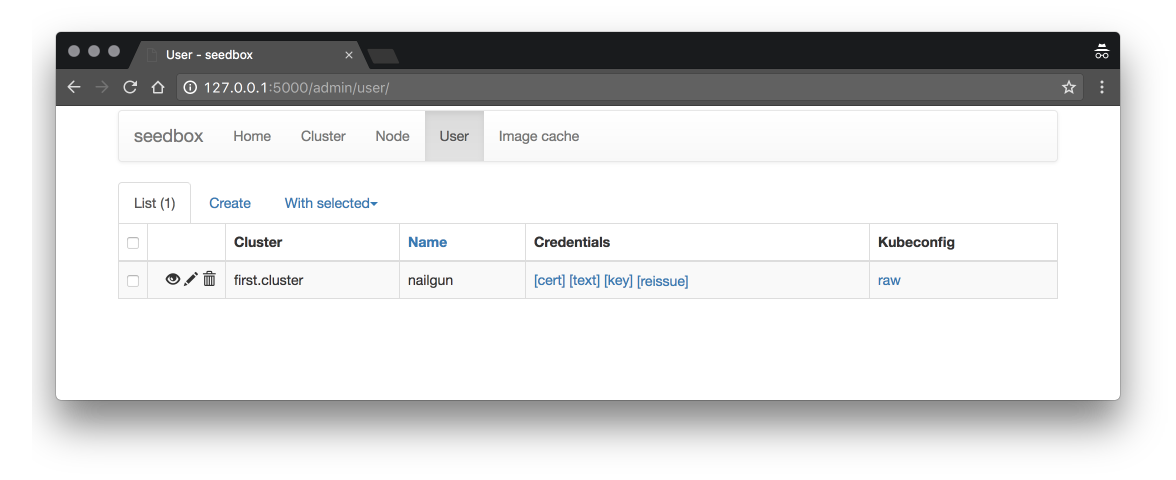 User - seedbox
127.0.0.1:5000/admin/user/
seedbox Home Cluster Node User Image cache
List (1) Create With selected
Cluster Name Credentials Kubeconfig
first.cluster nailgun [cert] [text] [key] [reissue] raw